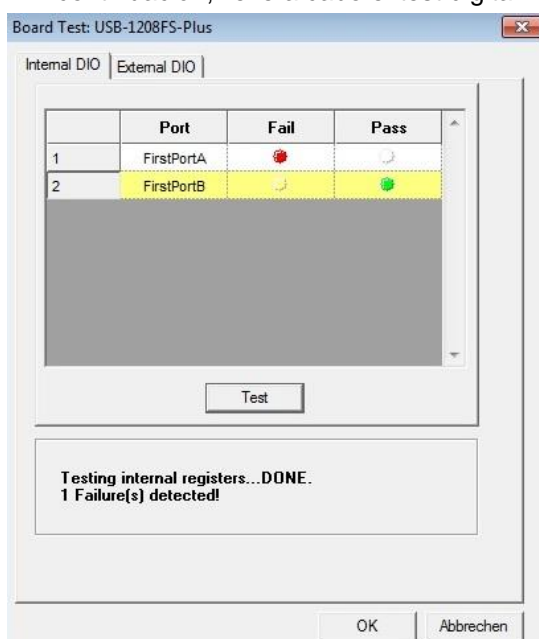 Board Test: USB-1208FS-Plus
Internal DIO External DIO
Port Fail Pass
1 FirstPortA
2 FirstPortB
Test
Testing internal registers...DONE.
1 Failure(s) detected!
OK Abbrechen